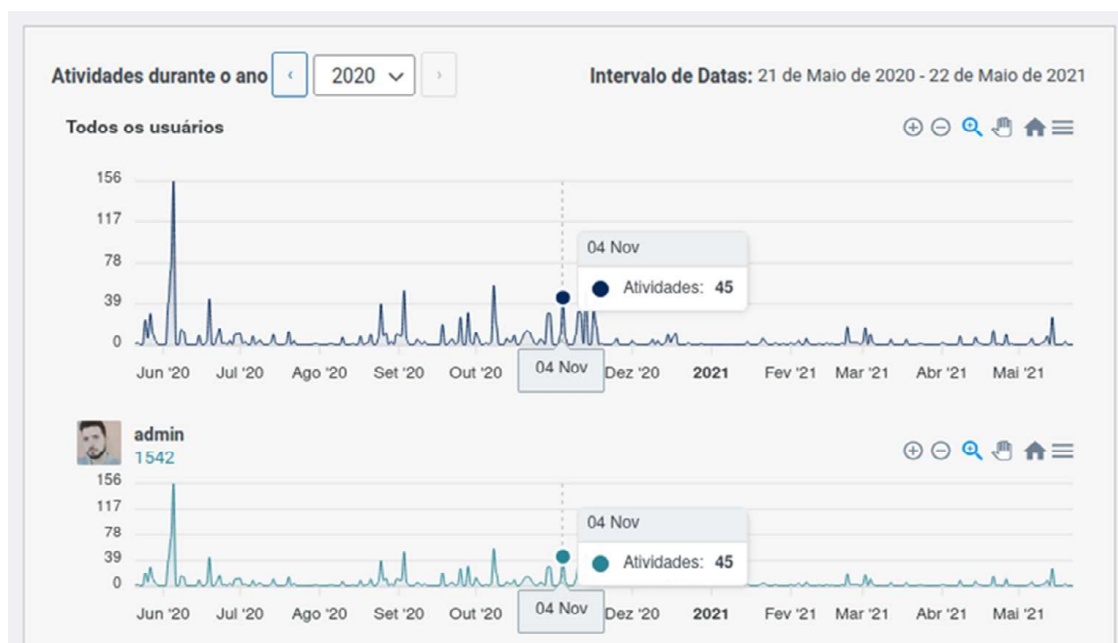 Atividades durante o ano ‹ 2020 ›
Intervalo de Datas: 21 de Maio de 2020 - 22 de Maio de 2021
Todos os usuários
156
117
78
39
0
04 Nov
Atividades: 45
Jun '20 Jul '20 Ago '20 Set '20 Out '20 04 Nov Dez '20 2021 Fev '21 Mar '21 Abr '21 Mai '21
admin
1542
156
117
78
39
0
04 Nov
Atividades: 45
Jun '20 Jul '20 Ago '20 Set '20 Out '20 04 Nov Dez '20 2021 Fev '21 Mar '21 Abr '21 Mai '21